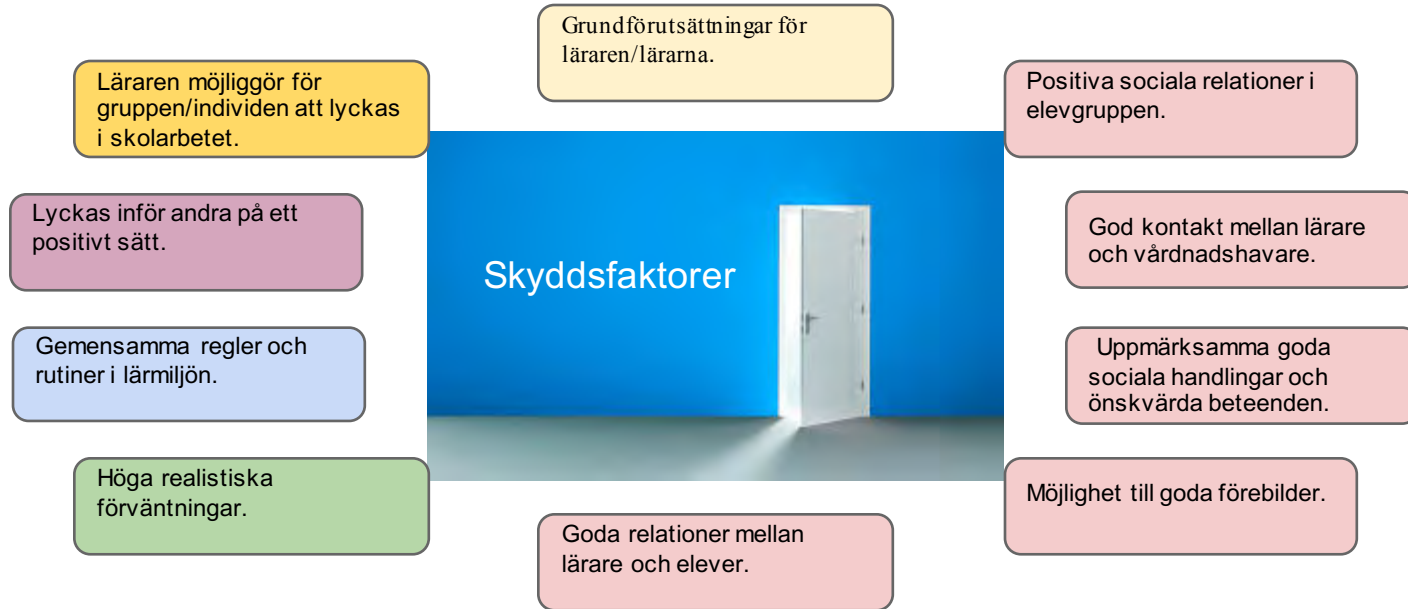 Grundförutsättningar för
läraren/lärarna.
Läraren möjliggör för
gruppen/individen att lyckas
i skolarbetet.
Positiva sociala relationer i
elevgruppen.
Lyckas inför andra på ett
positivt sätt.
God kontakt mellan lärare
och vårdnadshavare.
Skyddsfaktorer
Gemensamma regler och
rutiner i lärmiljön.
Uppmärksamma goda
sociala handlingar och
önskvärda beteenden.
Höga realistiska
förväntningar.
Möjlighet till goda förebilder.
Goda relationer mellan
lärare och elever.